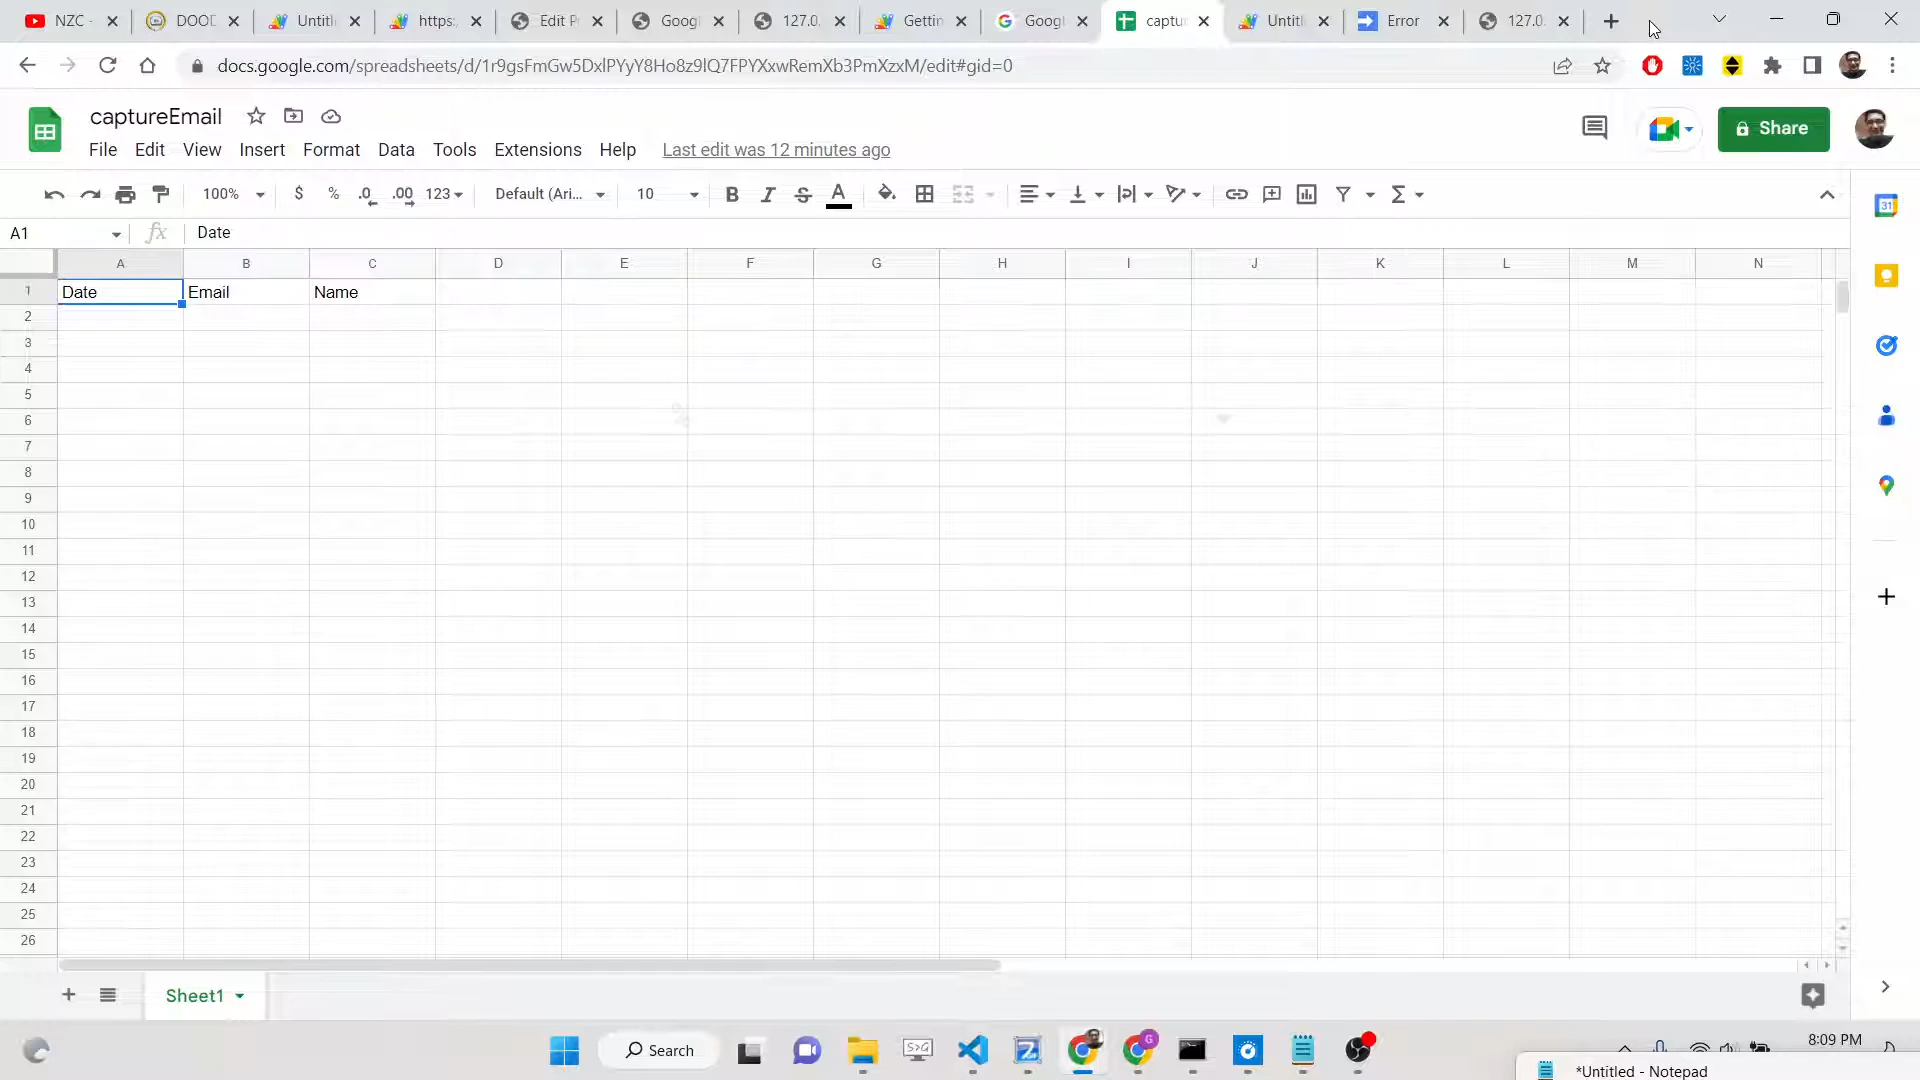 NZC -
DOOD
Untitl
https:
Edit P
Googl
127.0.
Gettin
Googl
captu
Untitl
Error
127.0.
docs.google.com/spreadsheets/d/1r9gsFmGw5DxlPYyY8Ho8z9lQ7FPYXxwRemXb3PmXzxM/edit#gid=0
captureEmail
File Edit View Insert Format Data Tools Extensions Help Last edit was 12 minutes ago
Share
100% $ % .0 .00 123 Default (Ari... 10 B I S A
A1 fx Date
A B C D E F G H I J K L M N
1 Date Email Name
2
3
4
5
6
7
8
9
10
11
12
13
14
15
16
17
18
19
20
21
22
23
24
25
26
Sheet1
31
Search
8:09 PM
*Untitled - Notepad